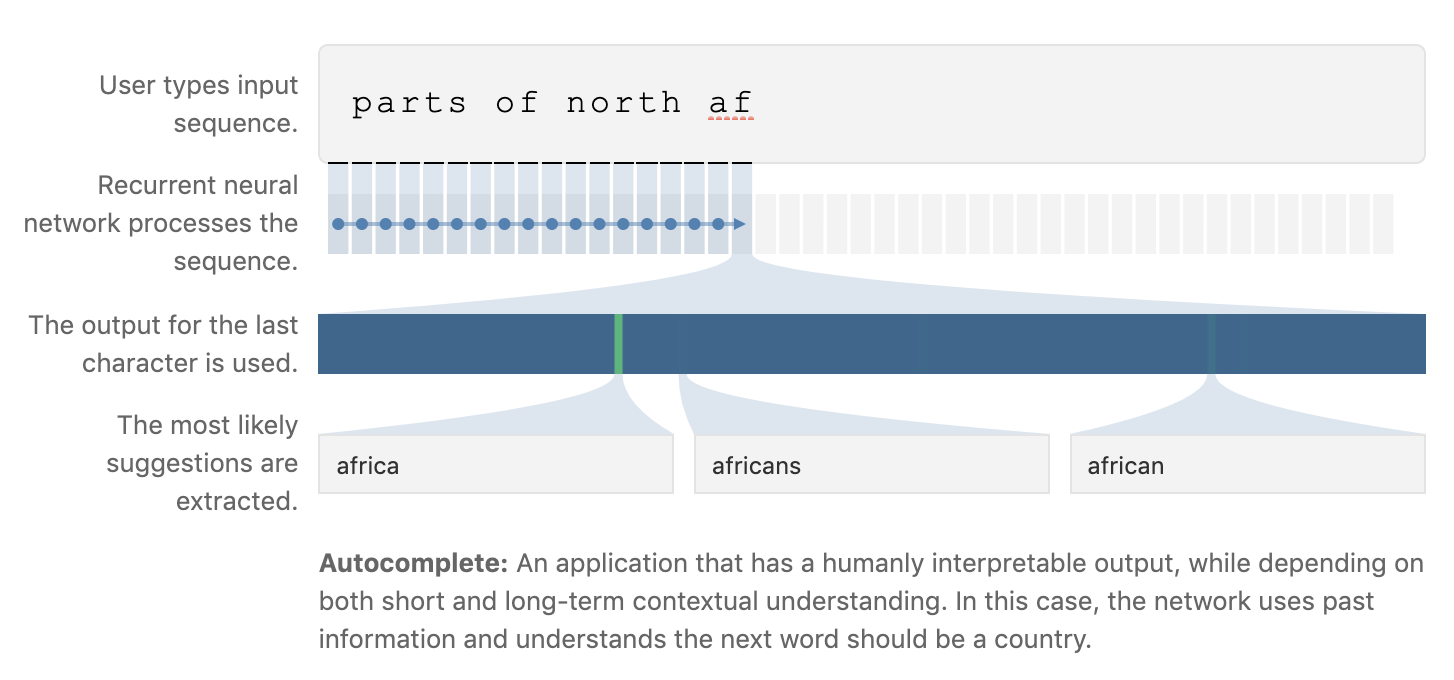 User types input
sequence.
parts of north af
Recurrent neural
network processes the
sequence.
The output for the last
character is used.
The most likely
suggestions are
extracted.
africa
africans
african
Autocomplete: An application that has a humanly interpretable output, while depending on
both short and long-term contextual understanding. In this case, the network uses past
information and understands the next word should be a country.